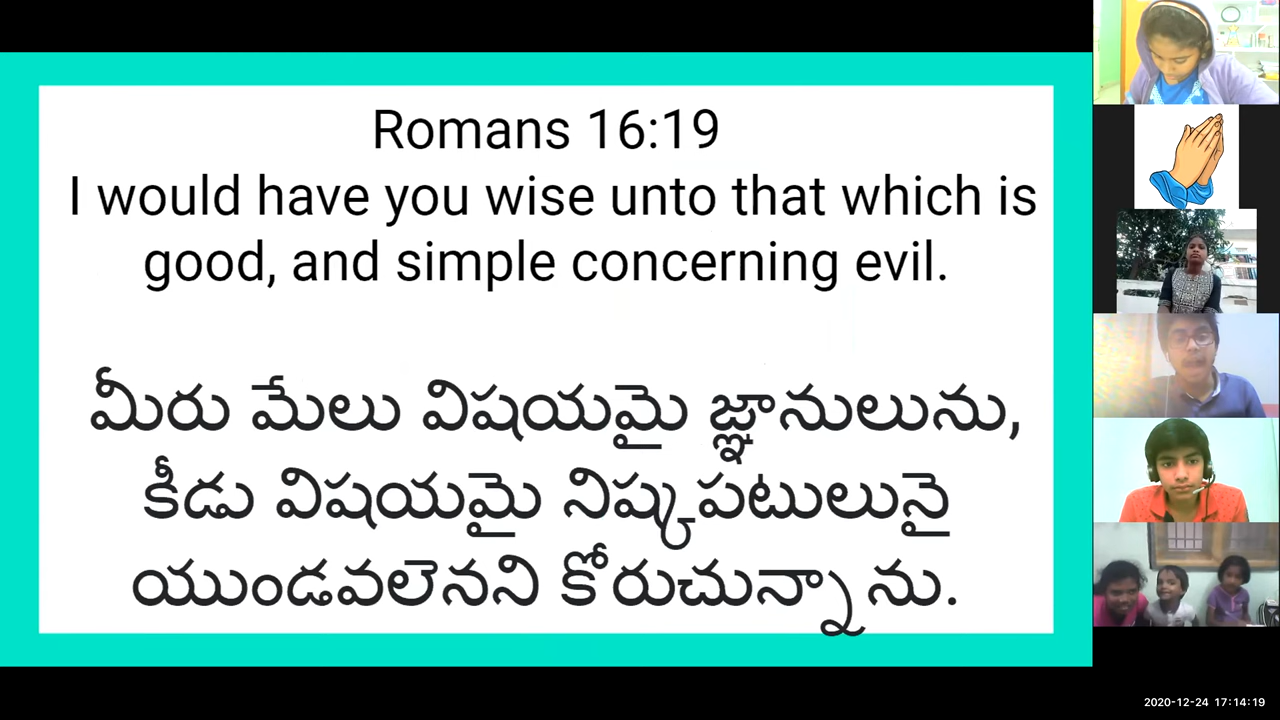 Romans 16:19
I would have you wise unto that which is
good, and simple concerning evil.
మీరు మేలు విషయమై జ్ఞానులును,
కీడు విషయమై నిష్కపటులునై
యుండవలెనని కోరుచున్నాను.
2020-12-24 17:14:19